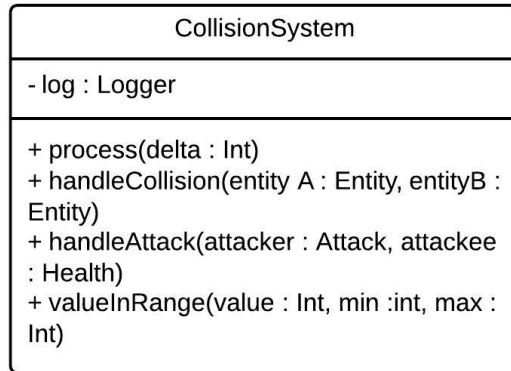 CollisionSystem
- log : Logger
+ process(delta : Int)
+ handleCollision(entity A : Entity, entityB :
Entity)
+ handleAttack(attacker : Attack, attackee
: Health)
+ valueInRange(value : Int, min :int, max :
Int)